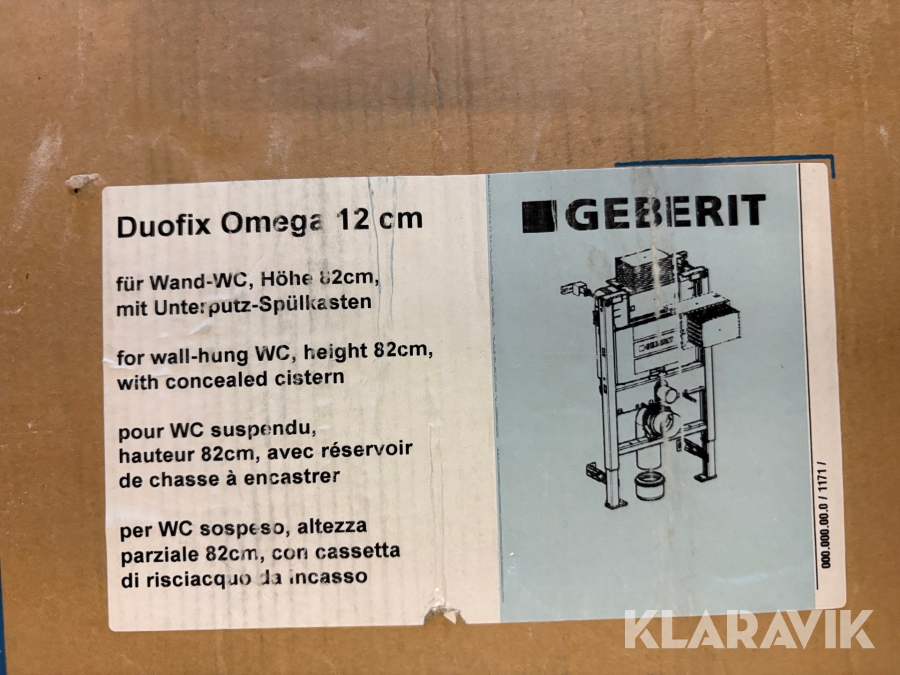 Duofix Omega 12 cm
für Wand-WC, Höhe 82cm,
mit Unterputz-Spülkasten
for wall-hung WC, height 82cm,
with concealed cistern
pour WC suspendu,
hauteur 82cm, avec réservoir
de chasse à encastrer
per WC sospeso, altezza
parziale 82cm, con cassetta
di risciacquo da incasso
GEBERIT
GEBERIT
000.000.00.0 / 1171 /
KLARAVIK